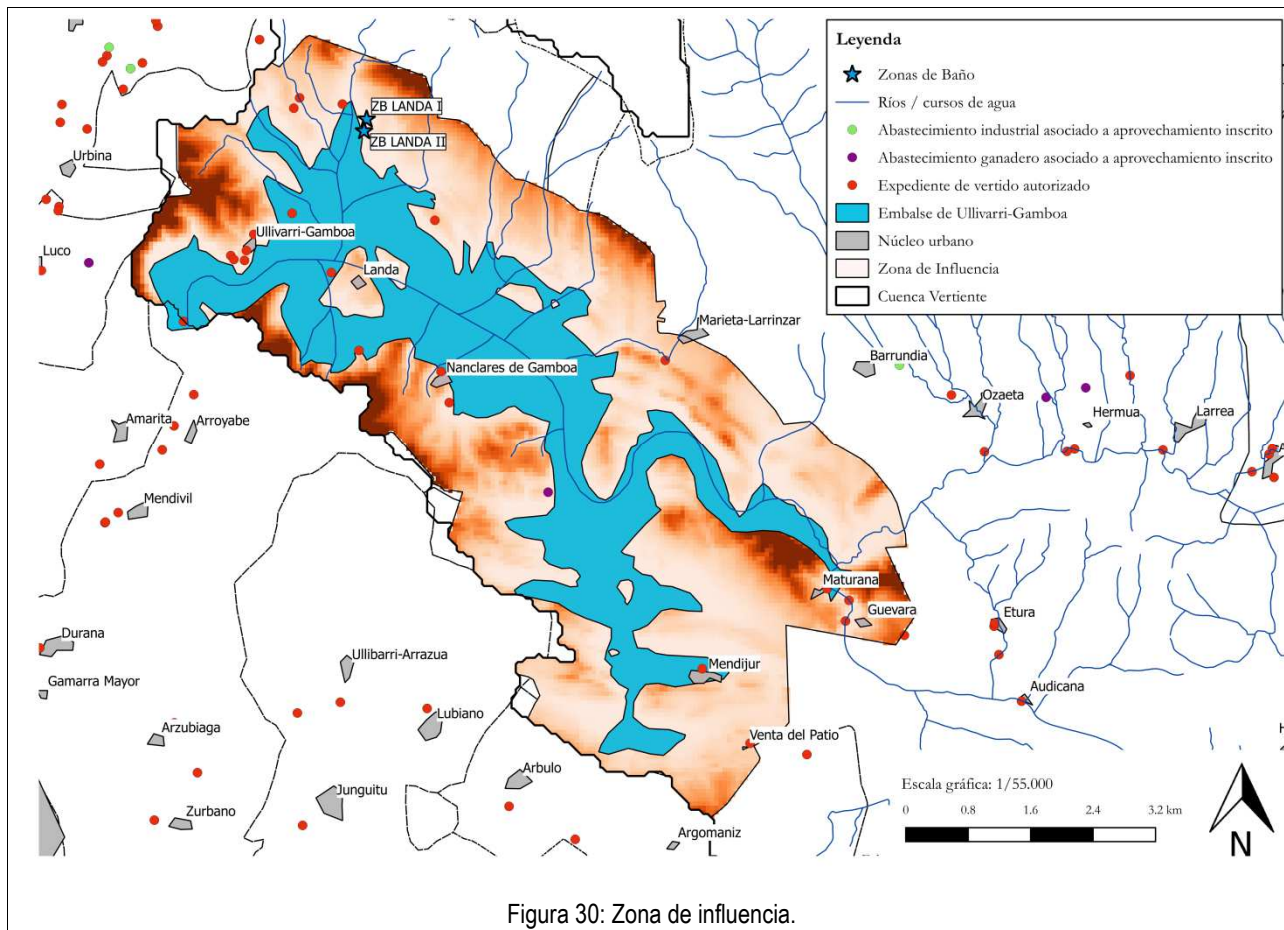 Leyenda
Zonas de Baño
Ríos / cursos de agua
Abastecimiento industrial asociado a aprovechamiento inscrito
Abastecimiento ganadero asociado a aprovechamiento inscrito
Expediente de vertido autorizado
Embalse de Ullivarri-Gamboa
Núcleo urbano
Zona de Influencia
Cuenca Vertiente
ZB LANDA I
ZB LANDA II
Urbina
Ullivarri-Gamboa
Luco
Landa
Marieta-Larrinzar
Barrundia
Nanclares de Gamboa
Ozaeta
Hermua
Larrea
A
Amarita
Arroyabe
Mendivil
Maturana
Guevara
Etura
Durana
Ullibarri-Arrazua
Mendijur
Gamarra Mayor
Audicana
Lubiano
Arzubiaga
Venta del Patio
H
Arbulo
Junguitu
Zurbano
Argomaniz
L
Escala gráfica: 1/55.000
0 0.8 1.6 2.4 3.2 km
N
Figura 30: Zona de influencia.